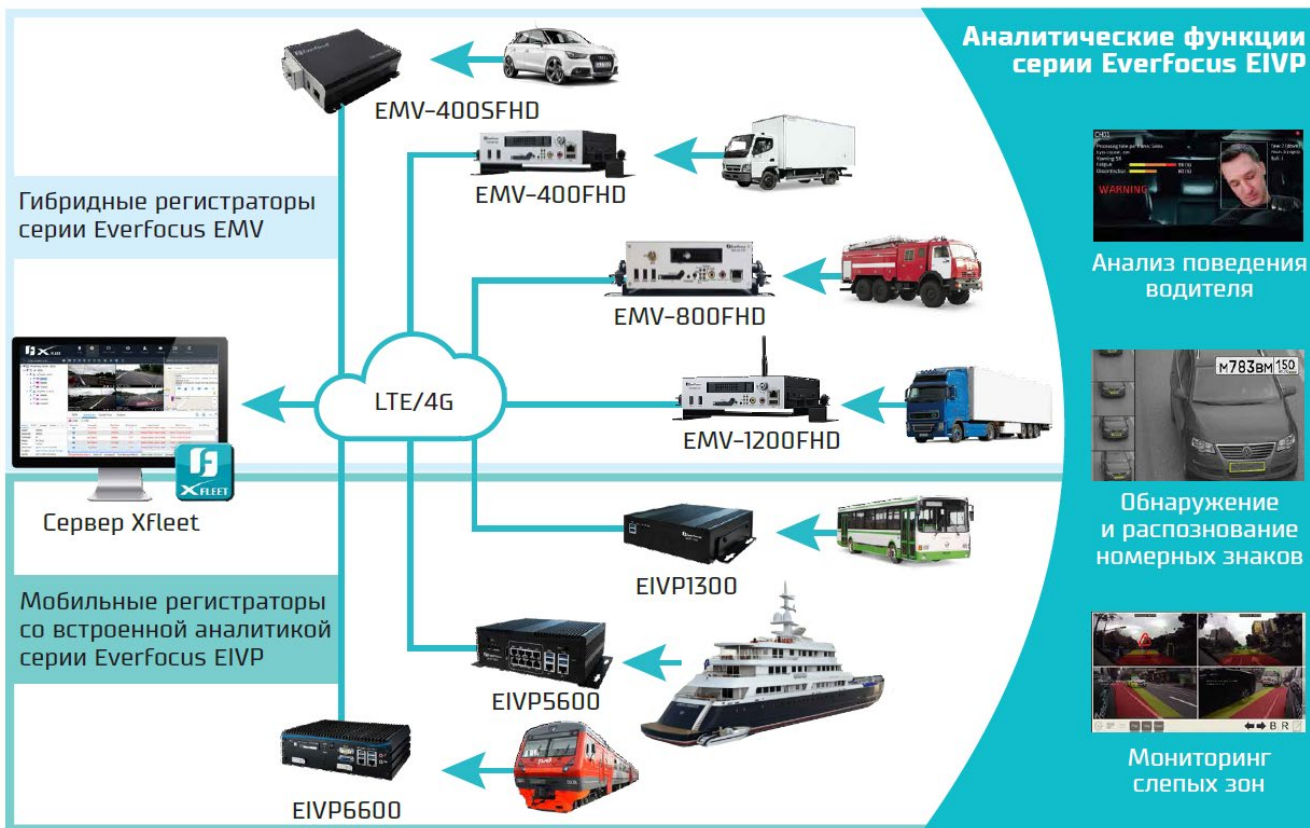 Аналитические функции
серии Everfocus EIVP
EMV-400SFHD
EMV-400FHD
Гибридные регистраторы
серии Everfocus EMV
EMV-800FHD
LTE/4G
EMV-1200FHD
XFLEET
Сервер Xfleet
Мобильные регистраторы
со встроенной аналитикой
серии Everfocus EIVP
EIVP1300
EIVP5600
EIVP6600
CH01
WARNING
Анализ поведения
водителя
М783ВМ 150
Обнаружение
и распознование
номерных знаков
B R
Мониторинг
слепых зон